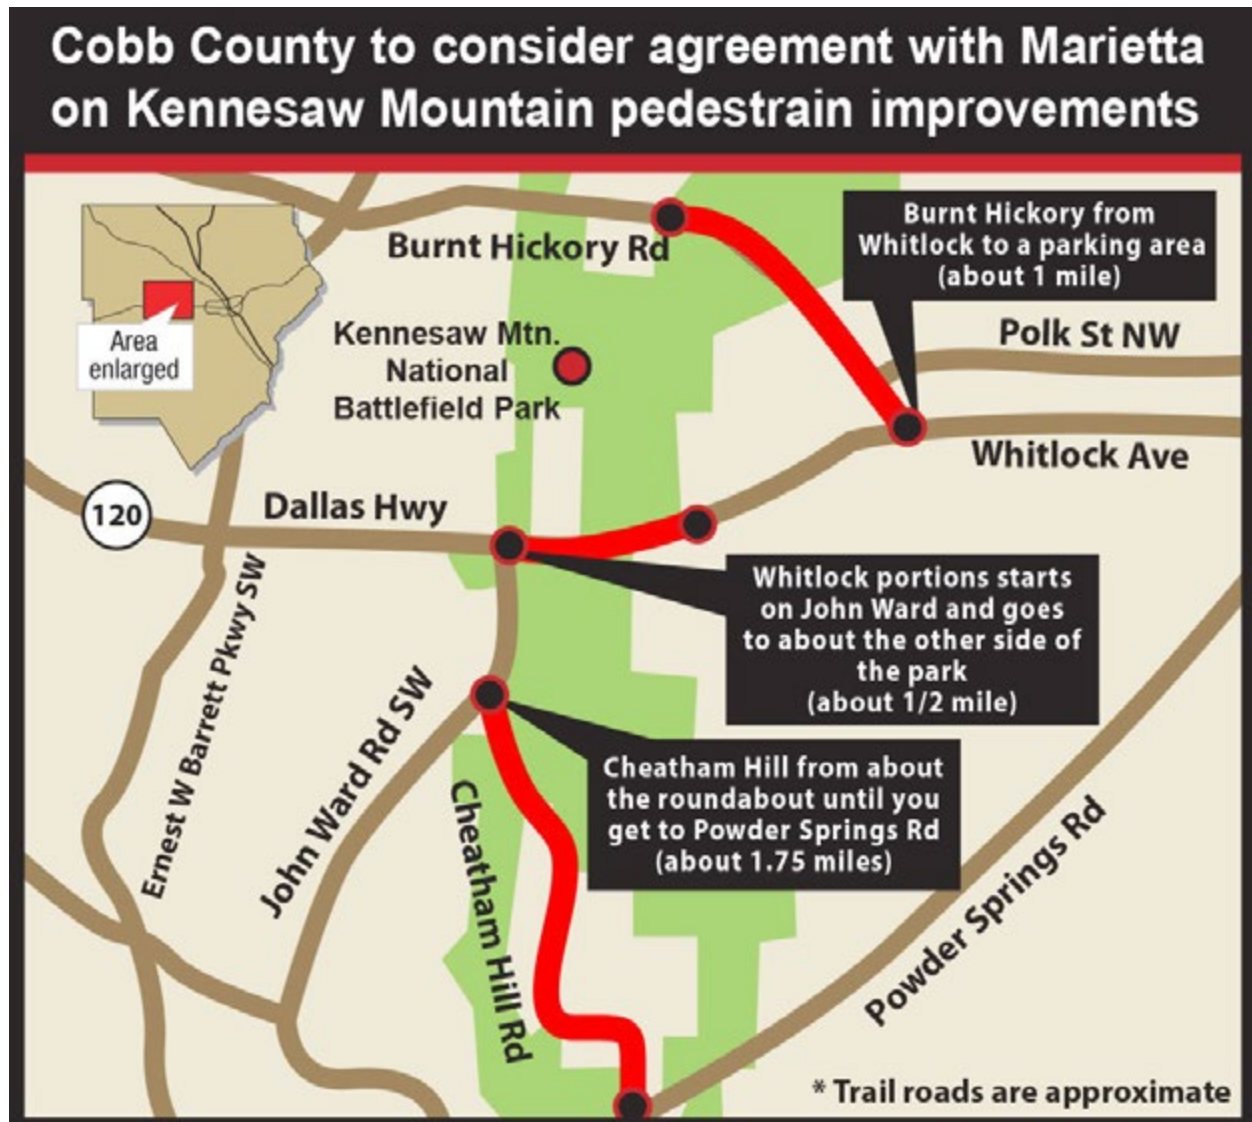 Cobb County to consider agreement with Marietta
on Kennesaw Mountain pedestrain improvements
Burnt Hickory from
Whitlock to a parking area
(about 1 mile)
Burnt Hickory Rd
Area
enlarged
Kennesaw Mtn.
National
Battlefield Park
Polk St NW
Whitlock Ave
120
Dallas Hwy
Whitlock portions starts
on John Ward and goes
to about the other side of
the park
(about 1/2 mile)
Ernest W Barrett Pkwy SW
John Ward Rd SW
Cheatham Hill from about
the roundabout until you
get to Powder Springs Rd
(about 1.75 miles)
Cheatham Hill Rd
Powder Springs Rd
* Trail roads are approximate